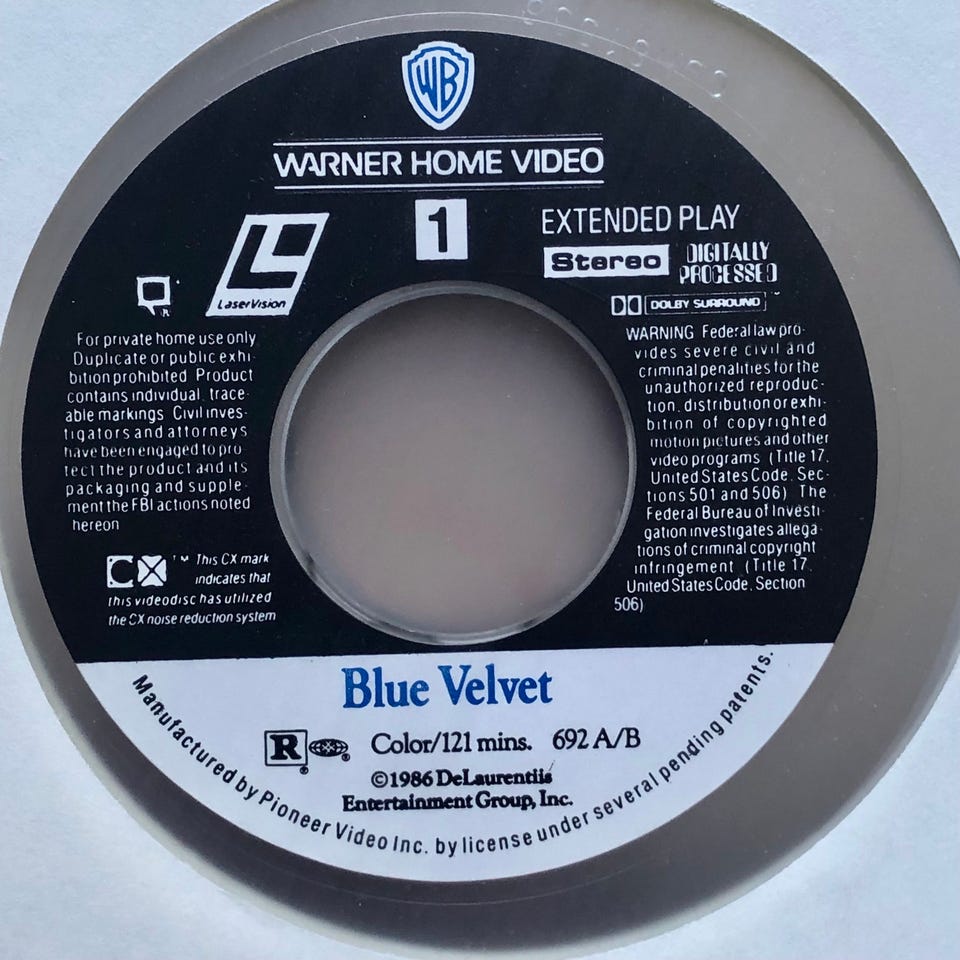 WB
WARNER HOME VIDEO
1
LaserVision
R
EXTENDED PLAY
Stereo
DIGITALLY
PROCESSED
DOLBY SURROUND
For private home use only
Duplicate or public exhi-
bition prohibited Product
contains individual, trace-
able markings Civil inves-
tigators and attorneys
have been engaged to pro
tect the product and its
packaging and supple-
ment the FBI actions noted
hereon
CX ™ This CX mark
indicates that
this videodisc has utilized
the CX noise reduction system
WARNING Federal law pro-
vides severe civil and
criminal penalities for the
unauthorized reproduc-
tion, distribution or exhi-
bition of copyrighted
motion pictures and other
video programs (Title 17,
United States Code, Sec-
tions 501 and 506) The
Federal Bureau of Investi-
gation investigates allega-
tions of criminal copyright
infringement (Title 17,
United States Code, Section
506)
Blue Velvet
R ® ® Color/121 mins. 692 A/B
©1986 DeLaurentiis
Entertainment Group, Inc.
Manufactured by Pioneer Video Inc. by license under several pending patents.